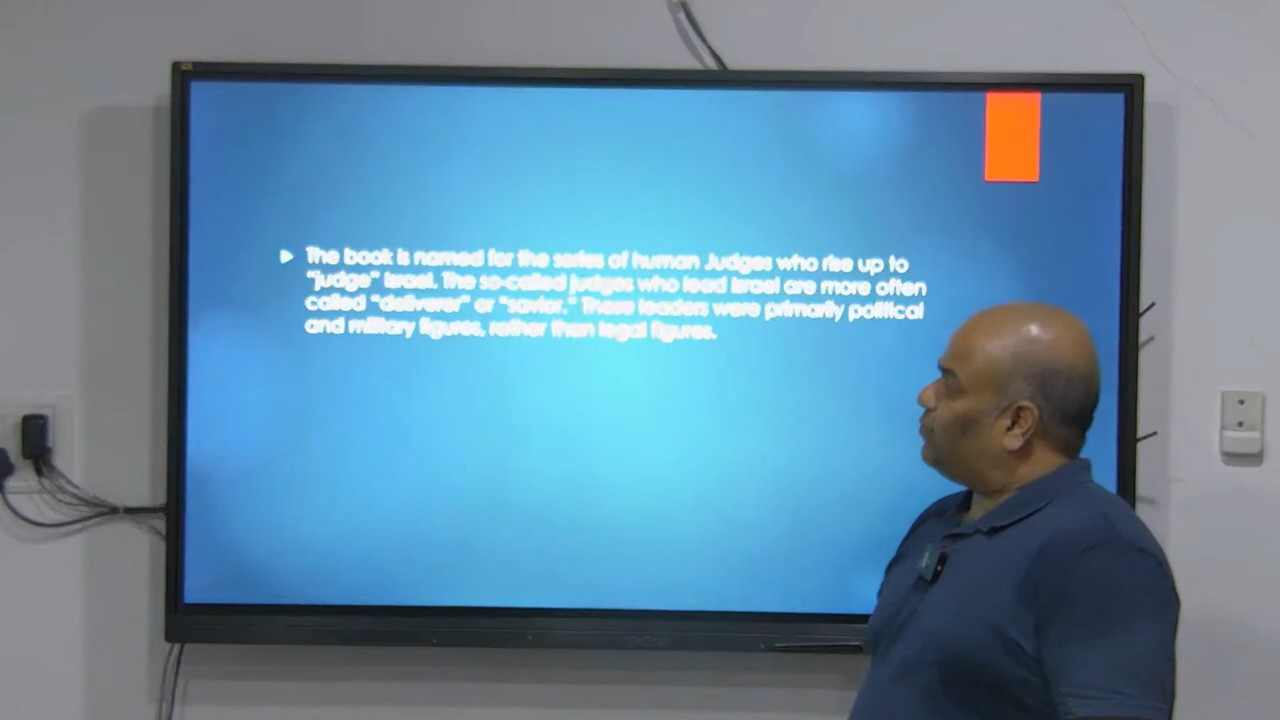 The book is named for the series of human Judges who rise up to
"judge" Israel. The so-called judges who lead Israel are more often
called "deliverer" or "savior." These leaders were primarily political
and military figures, rather than legal figures.